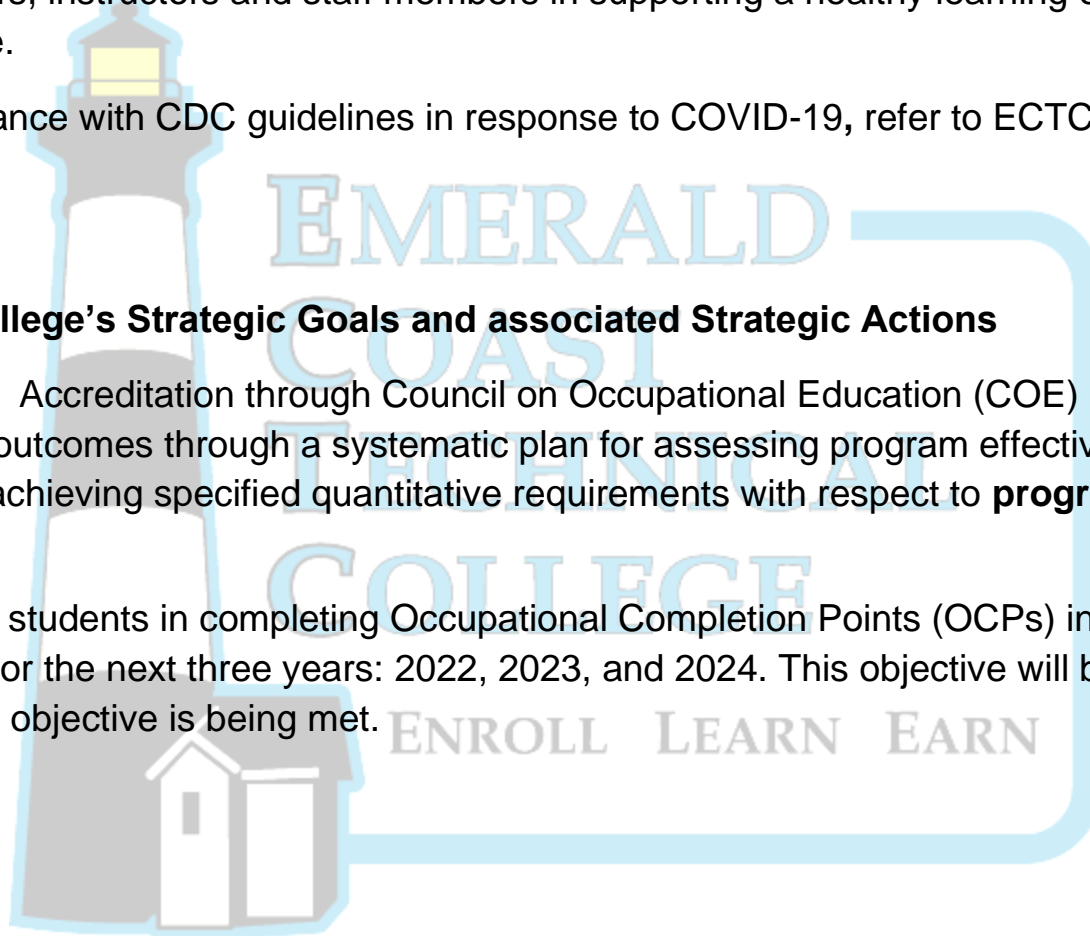 rs, instructors and staff members in supporting a healthy learning
e.
ance with CDC guidelines in response to COVID-19, refer to ECTC
EMERALD
llege's Strategic Goals and associated Strategic Actions
COAST
Accreditation through Council on Occupational Education (COE)
outcomes through a systematic plan for assessing program effectiv
TECHNICAL
achieving specified quantitative requirements with respect to progr
COLLEGE
students in completing Occupational Completion Points (OCPs) in
or the next three years: 2022, 2023, and 2024. This objective will b
objective is being met.
ENROLL LEARN EARN